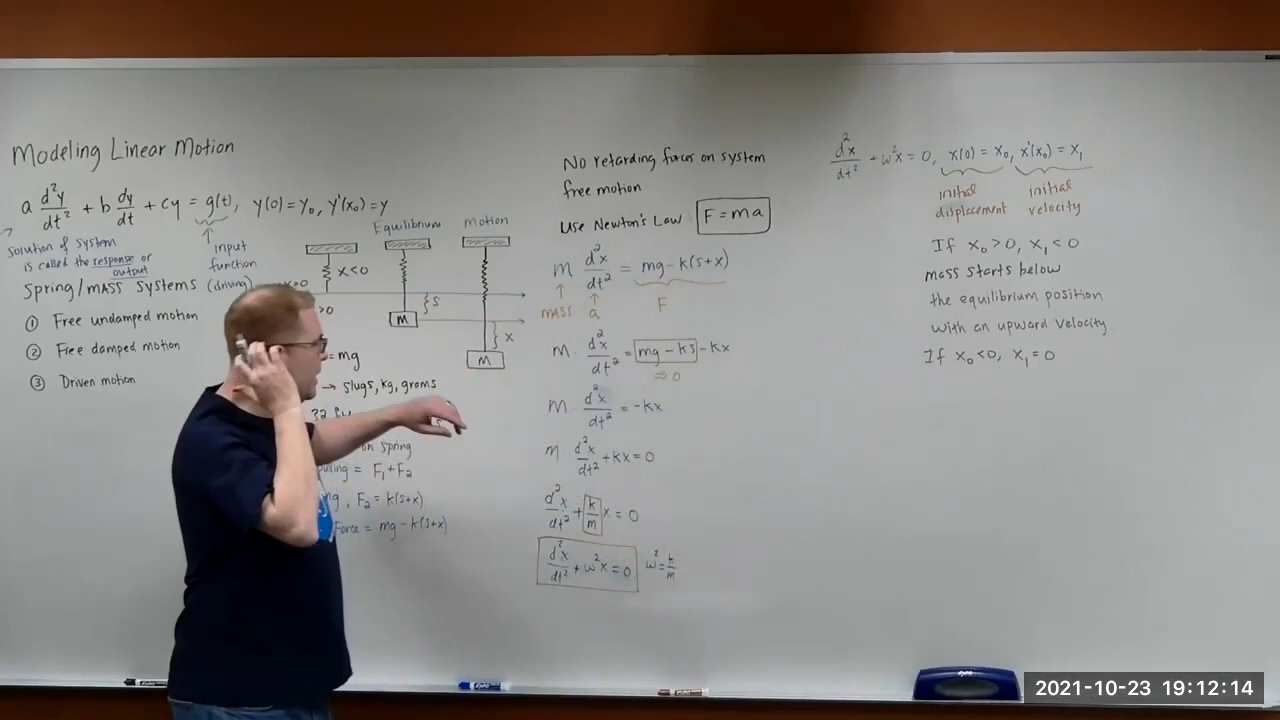 Modeling Linear Motion
a d²y/dt² + b dy/dt + cy = g(t), y(0) = y₀, y'(x₀) = y
solution of system
is called the response or
output
input
function
(driving)
Spring/mass systems
① Free undamped motion
② Free damped motion
③ Driven motion
Equilibrium
Motion
x<0
x=0
>0
S
M
x
M
= mg
→ slugs, kg, grams
32
on spring
= F₁+F₂
mg, F₂ = k(s+x)
Force = mg-k(s+x)
No retarding forces on system
free motion
Use Newton's Law F=ma
m d²x/dt² = mg-k(s+x)
mass a F
m d²x/dt² = mg-ks-kx
⇒ 0
m d²x/dt² = -kx
m d²x/dt² + kx = 0
d²x/dt² + k/m x = 0
d²x/dt² + ω²x = 0 ω² = k/m
d²x/dt² + ω²x = 0, x(0) = x₀, x'(x₀) = x₁
initial
displacement
initial
velocity
If x₀>0, x₁<0
mass starts below
the equilibrium position
with an upward velocity
If x₀<0, x₁=0
2021-10-23 19:12:14